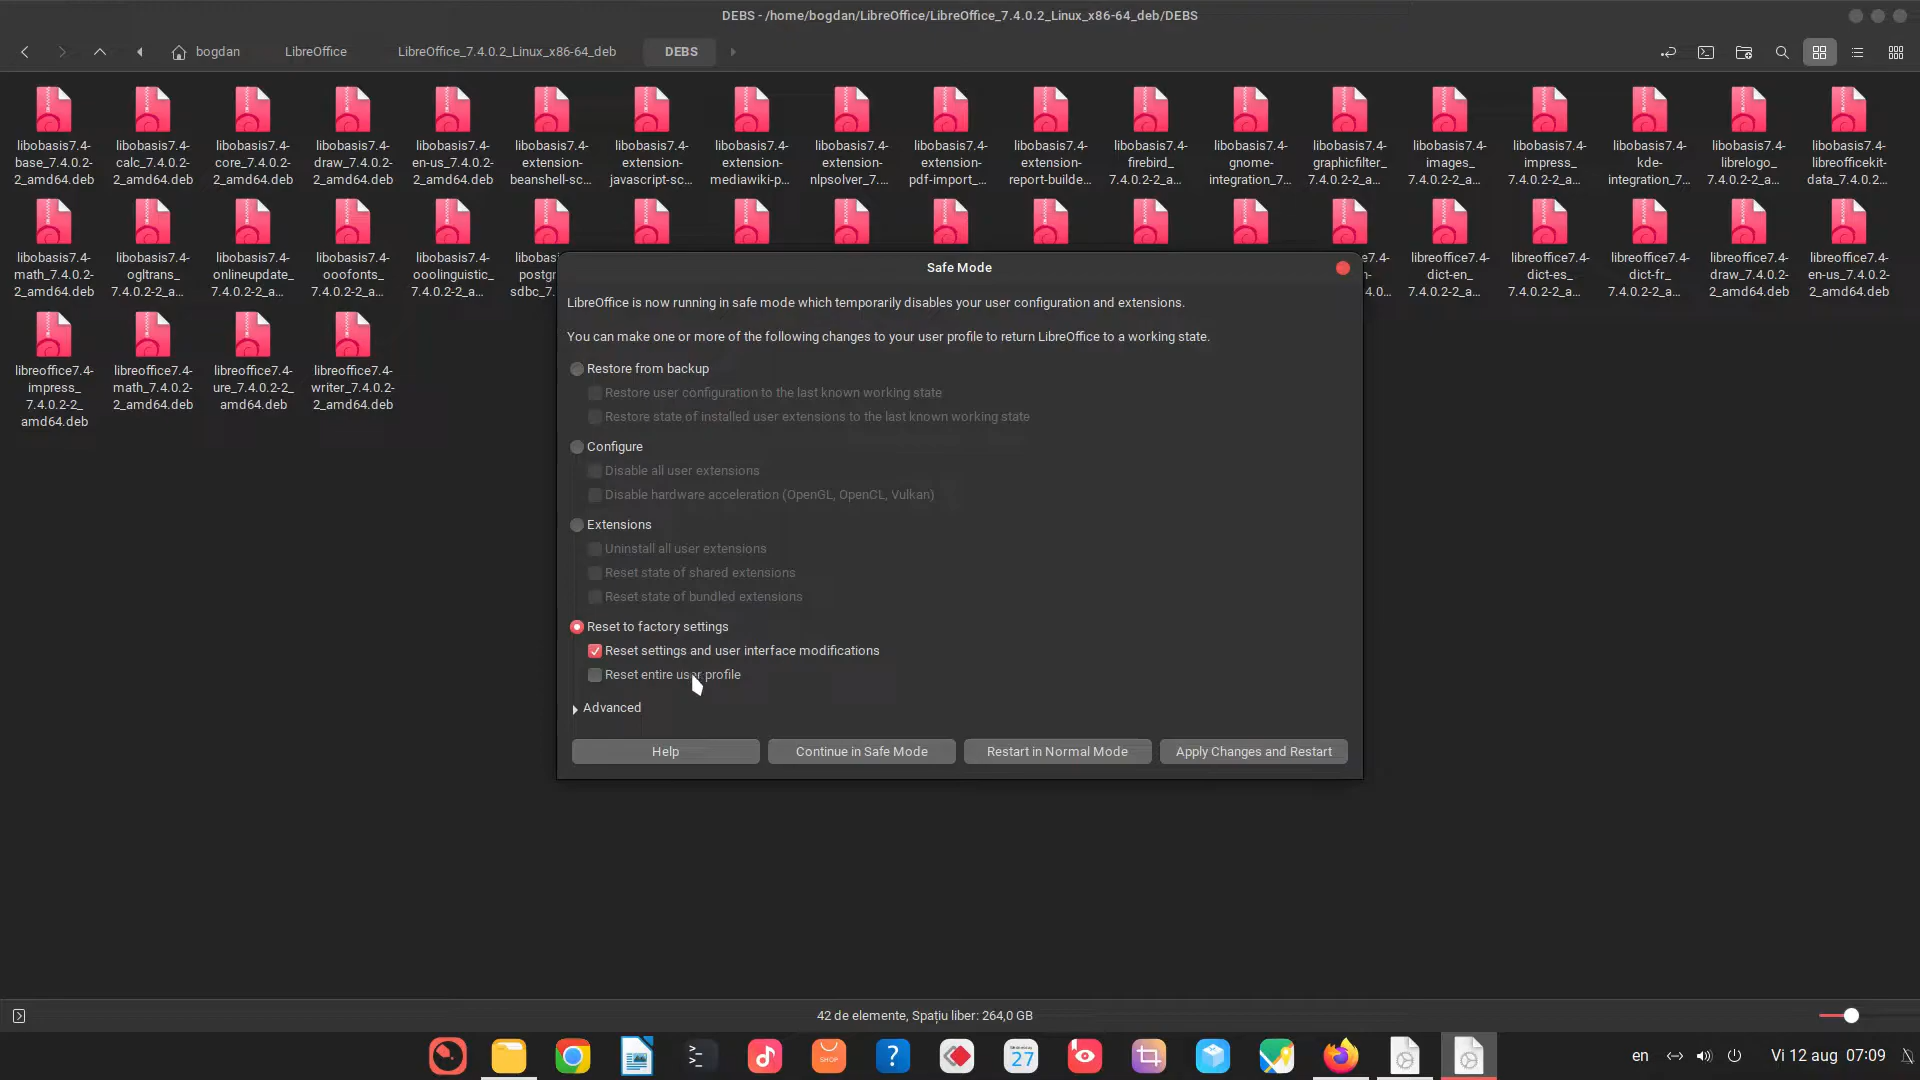 DEBS - /home/bogdan/LibreOffice/LibreOffice_7.4.0.2_Linux_x86-64_deb/DEBS
bogdan LibreOffice LibreOffice_7.4.0.2_Linux_x86-64_deb DEBS
libobasis7.4- libobasis7.4- libobasis7.4- libobasis7.4- libobasis7.4- libobasis7.4- libobasis7.4- libobasis7.4- libobasis7.4- libobasis7.4- libobasis7.4- libobasis7.4- libobasis7.4- libobasis7.4- libobasis7.4- libobasis7.4- libobasis7.4- libobasis7.4- libobasis7.4-
base_7.4.0.2- calc_7.4.0.2- core_7.4.0.2- draw_7.4.0.2- en-us_7.4.0.2- extension- extension- extension- extension- extension- extension- firebird_ gnome- graphicfilter_ images_ impress_ kde- librelogo_ libreofficekit-
2_amd64.deb 2_amd64.deb 2_amd64.deb 2_amd64.deb 2_amd64.deb beanshell-sc... javascript-sc... mediawiki-p... nlpsolver_7.... pdf-import_... report-builde... 7.4.0.2-2_a... integration_7... 7.4.0.2-2_a... 7.4.0.2-2_a... 7.4.0.2-2_a... integration_7... 7.4.0.2-2_a... data_7.4.0.2...
libobasis7.4- libobasis7.4- libobasis7.4- libobasis7.4- libobasis7.4- libobas e7.4- libreoffice7.4- libreoffice7.4- libreoffice7.4- libreoffice7.4- libreoffice7.4-
math_7.4.0.2- ogltrans_ onlineupdate_ ooofonts_ ooolinguistic_ postgr n- dict-en_ dict-es_ dict-fr_ draw_7.4.0.2- en-us_7.4.0.2-
2_amd64.deb 7.4.0.2-2_a... 7.4.0.2-2_a... 7.4.0.2-2_a... 7.4.0.2-2_a... sdbc_7. 4.0... 7.4.0.2-2_a... 7.4.0.2-2_a... 7.4.0.2-2_a... 2_amd64.deb 2_amd64.deb
libreoffice7.4- libreoffice7.4- libreoffice7.4- libreoffice7.4-
impress_ math_7.4.0.2- ure_7.4.0.2-2_ writer_7.4.0.2-
7.4.0.2-2_ 2_amd64.deb amd64.deb 2_amd64.deb
amd64.deb
Safe Mode
LibreOffice is now running in safe mode which temporarily disables your user configuration and extensions.
You can make one or more of the following changes to your user profile to return LibreOffice to a working state.
Restore from backup
Restore user configuration to the last known working state
Restore state of installed user extensions to the last known working state
Configure
Disable all user extensions
Disable hardware acceleration (OpenGL, OpenCL, Vulkan)
Extensions
Uninstall all user extensions
Reset state of shared extensions
Reset state of bundled extensions
Reset to factory settings
Reset settings and user interface modifications
Reset entire user profile
Advanced
Help Continue in Safe Mode Restart in Normal Mode Apply Changes and Restart
42 de elemente, Spațiu liber: 264,0 GB
SHOP
27
en Vi 12 aug 07:09